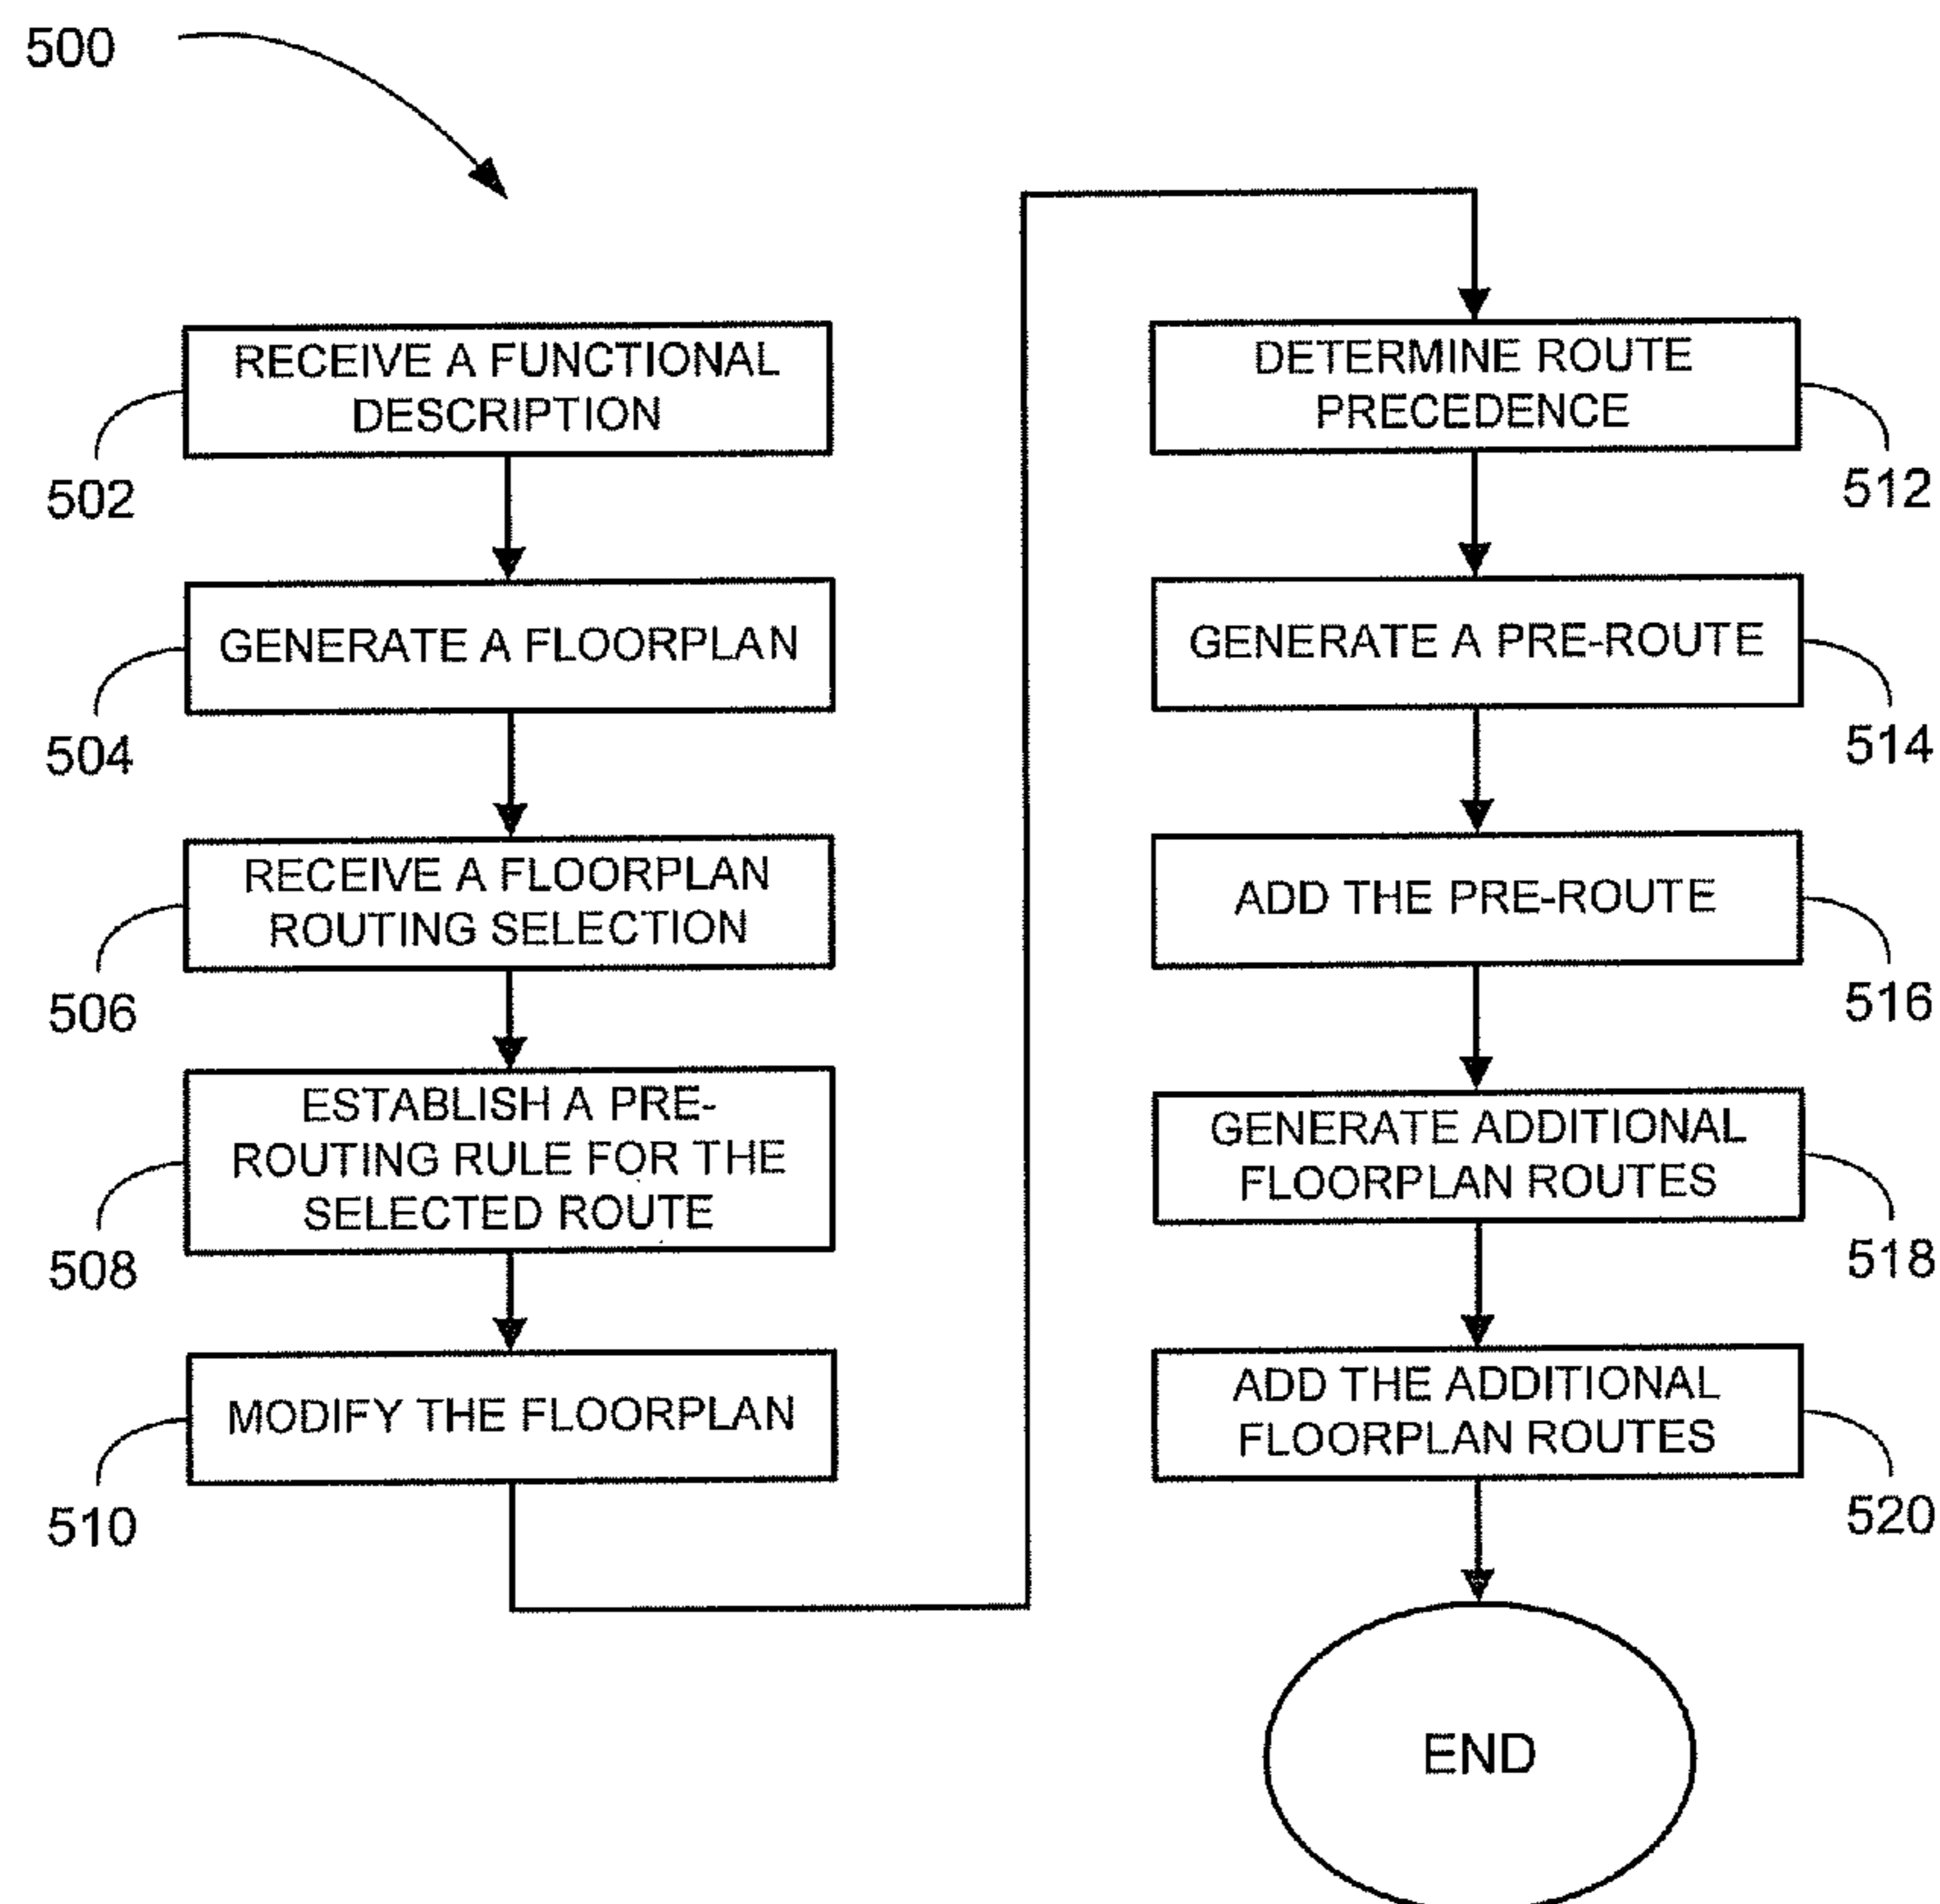 500
RECEIVE A FUNCTIONAL
DESCRIPTION
502
GENERATE A FLOORPLAN
504
RECEIVE A FLOORPLAN
ROUTING SELECTION
506
ESTABLISH A PRE-
ROUTING RULE FOR THE
SELECTED ROUTE
508
MODIFY THE FLOORPLAN
510
DETERMINE ROUTE
PRECEDENCE
512
GENERATE A PRE-ROUTE
514
ADD THE PRE-ROUTE
516
GENERATE ADDITIONAL
FLOORPLAN ROUTES
518
ADD THE ADDITIONAL
FLOORPLAN ROUTES
520
END